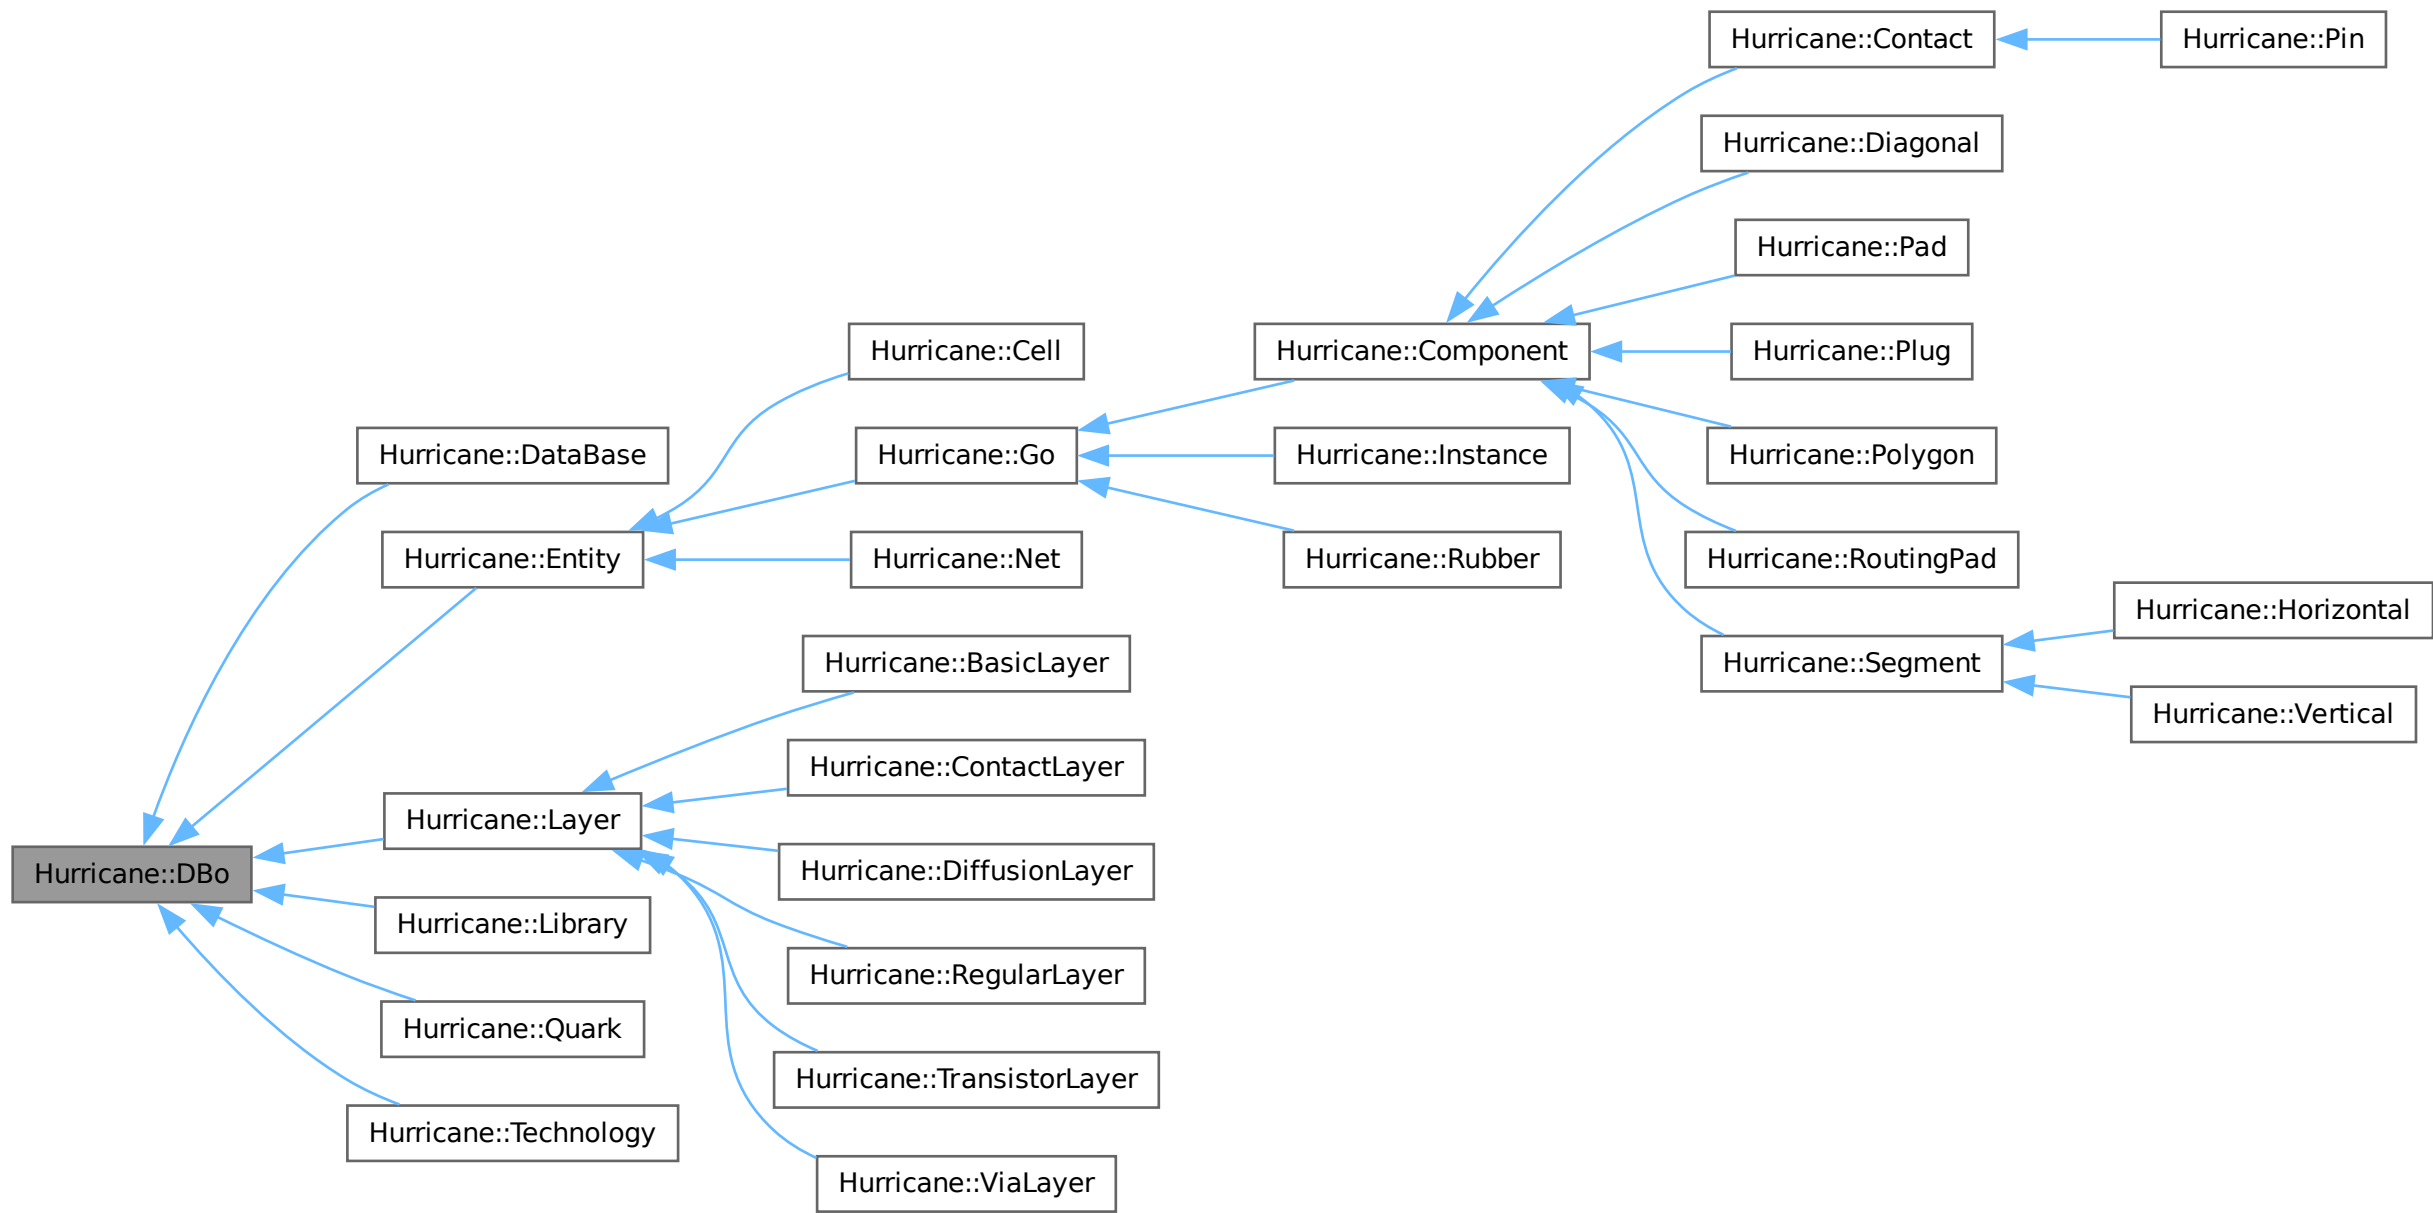 Hurricane::DBo
Hurricane::DataBase
Hurricane::Entity
Hurricane::Cell
Hurricane::Go
Hurricane::Component
Hurricane::Contact
Hurricane::Pin
Hurricane::Diagonal
Hurricane::Pad
Hurricane::Plug
Hurricane::Polygon
Hurricane::RoutingPad
Hurricane::Segment
Hurricane::Horizontal
Hurricane::Vertical
Hurricane::Instance
Hurricane::Rubber
Hurricane::Net
Hurricane::Layer
Hurricane::BasicLayer
Hurricane::ContactLayer
Hurricane::DiffusionLayer
Hurricane::RegularLayer
Hurricane::TransistorLayer
Hurricane::ViaLayer
Hurricane::Library
Hurricane::Quark
Hurricane::Technology